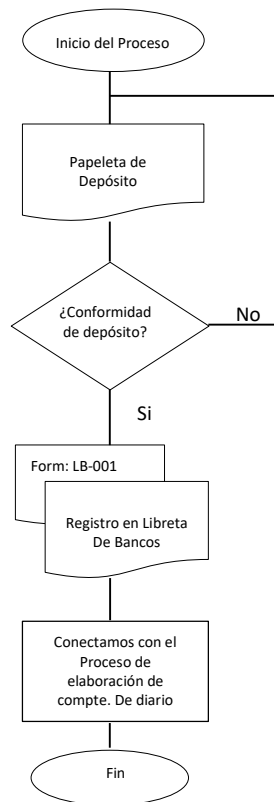 Inicio del Proceso
Papeleta de
Depósito
¿Conformidad
de depósito?
No
Si
Form: LB-001
Registro en Libreta
De Bancos
Conectamos con el
Proceso de
elaboración de
compte. De diario
Fin